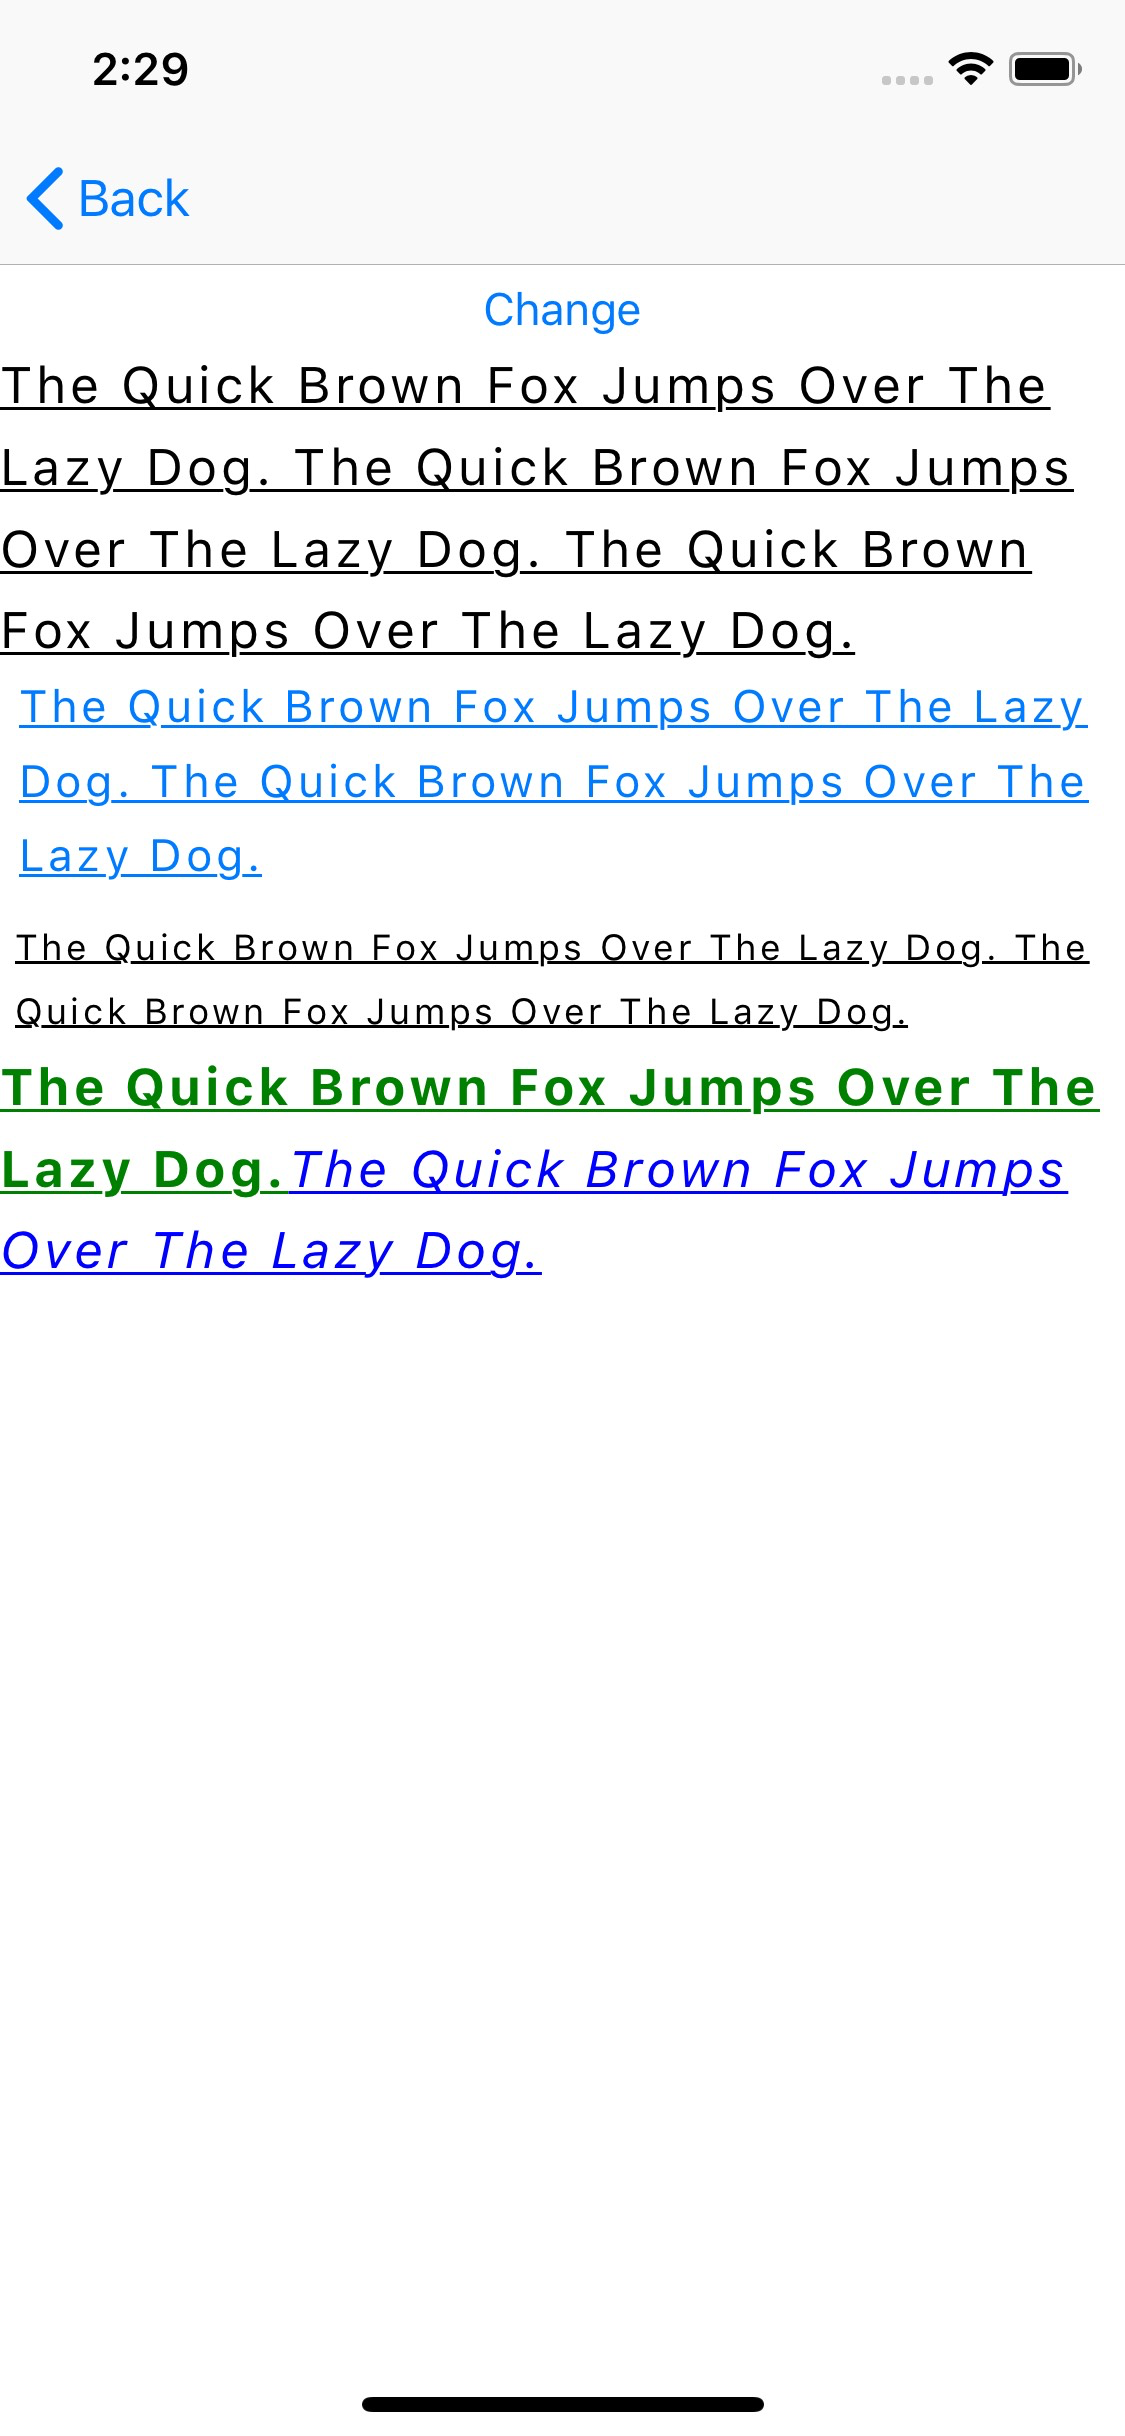 2:29
Back
Change
The Quick Brown Fox Jumps Over The
Lazy Dog. The Quick Brown Fox Jumps
Over The Lazy Dog. The Quick Brown
Fox Jumps Over The Lazy Dog.
The Quick Brown Fox Jumps Over The Lazy
Dog. The Quick Brown Fox Jumps Over The
Lazy Dog.
The Quick Brown Fox Jumps Over The Lazy Dog. The
Quick Brown Fox Jumps Over The Lazy Dog.
The Quick Brown Fox Jumps Over The
Lazy Dog.The Quick Brown Fox Jumps
Over The Lazy Dog.